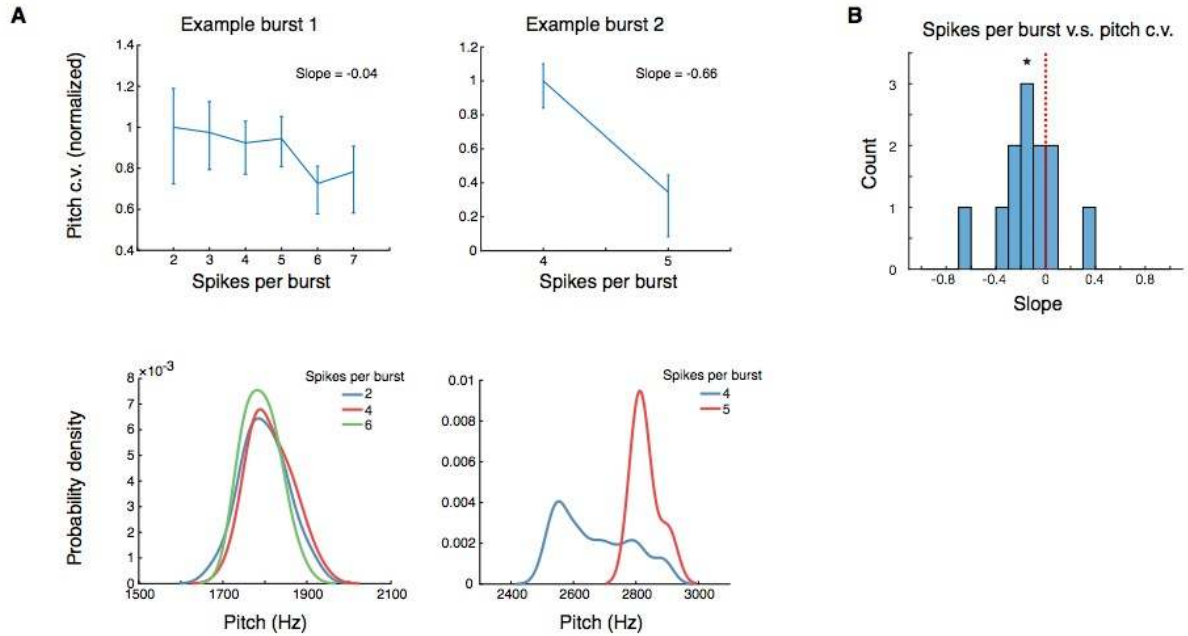 A
Example burst 1
Slope = -0.04
Pitch c.v. (normalized)
1.4
1.2
1
0.8
0.6
0.4
2 3 4 5 6 7
Spikes per burst
Example burst 2
Slope = -0.66
1.2
1
0.8
0.6
0.4
0.2
0
4 5
Spikes per burst
B
Spikes per burst v.s. pitch c.v.
★
Count
3
2
1
0
-0.8 -0.4 0 0.4 0.8
Slope
×10⁻³
Probability density
8
7
6
5
4
3
2
1
0
1500 1700 1900 2100
Pitch (Hz)
Spikes per burst
2
4
6
0.01
0.008
0.006
0.004
0.002
0
2400 2600 2800 3000
Pitch (Hz)
Spikes per burst
4
5